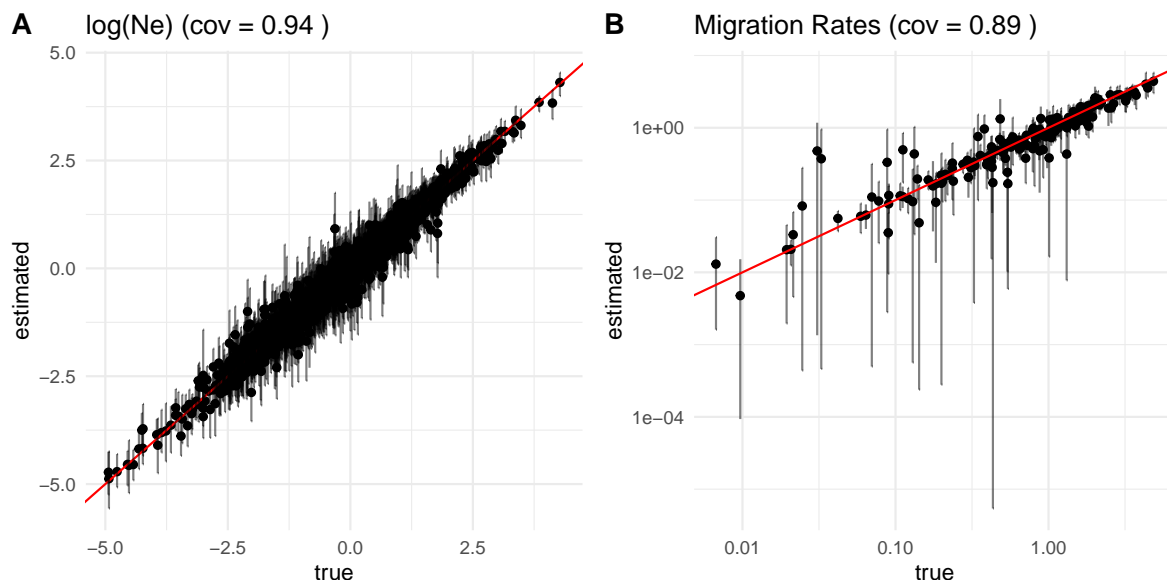 A
log(Ne) (cov = 0.94 )
5.0
2.5
0.0
−2.5
−5.0
estimated
−5.0
−2.5
0.0
2.5
true
B
Migration Rates (cov = 0.89 )
1e+00
1e−02
1e−04
estimated
0.01
0.10
1.00
true